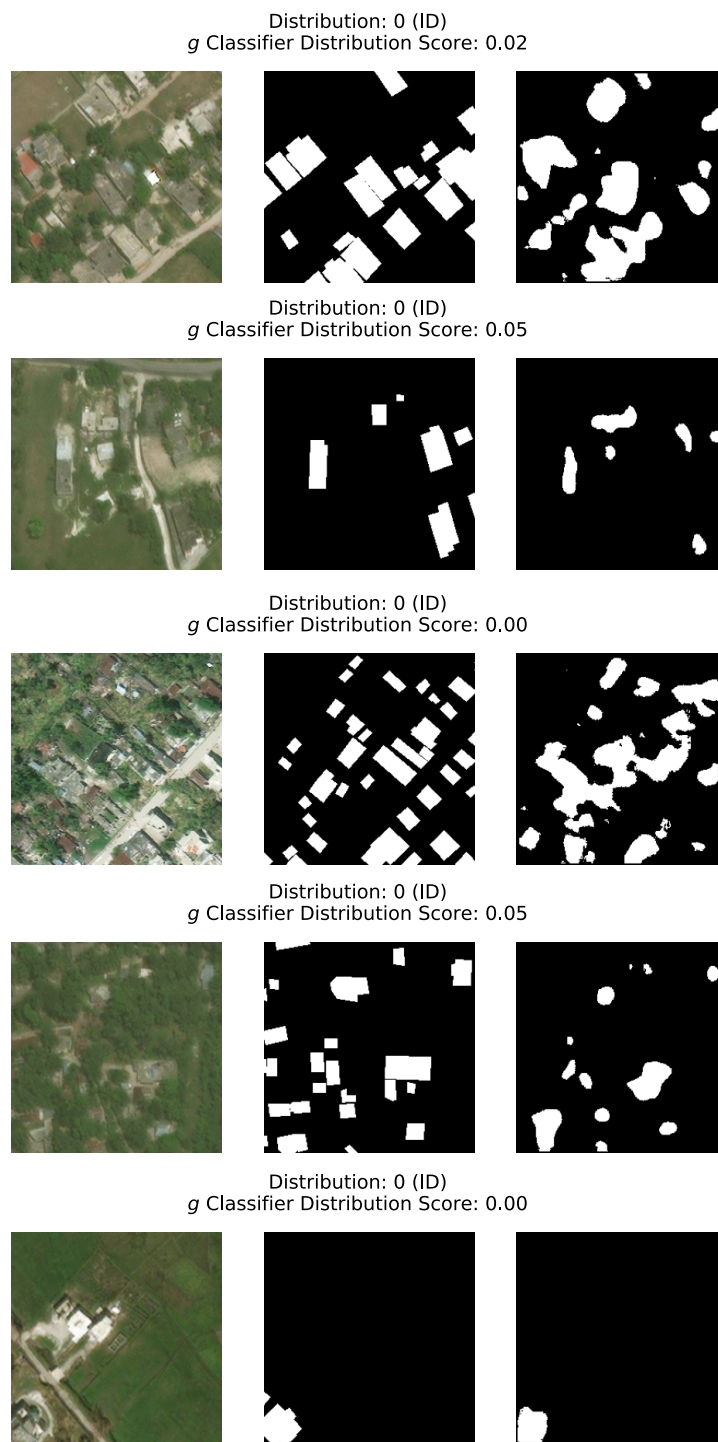 Distribution: 0 (ID)
g Classifier Distribution Score: 0.02
Distribution: 0 (ID)
g Classifier Distribution Score: 0.05
Distribution: 0 (ID)
g Classifier Distribution Score: 0.00
Distribution: 0 (ID)
g Classifier Distribution Score: 0.05
Distribution: 0 (ID)
g Classifier Distribution Score: 0.00